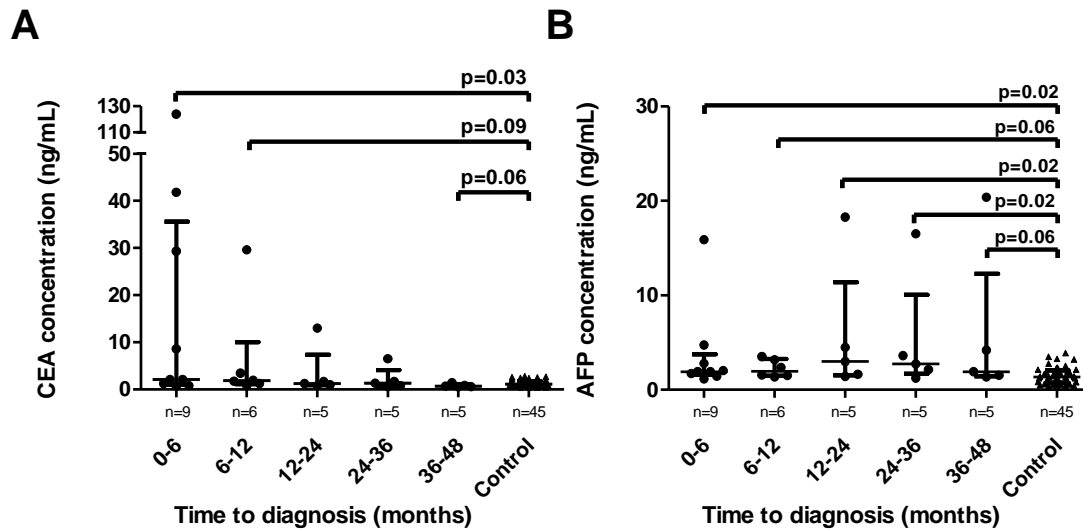 A
CEA concentration (ng/mL)
130
110
50
40
30
20
10
0
p=0.03
p=0.09
p=0.06
n=9 n=6 n=5 n=5 n=5 n=45
0-6 6-12 12-24 24-36 36-48 Control
Time to diagnosis (months)
B
AFP concentration (ng/mL)
30
20
10
0
p=0.02
p=0.06
p=0.02
p=0.02
p=0.06
n=9 n=6 n=5 n=5 n=5 n=45
0-6 6-12 12-24 24-36 36-48 Control
Time to diagnosis (months)